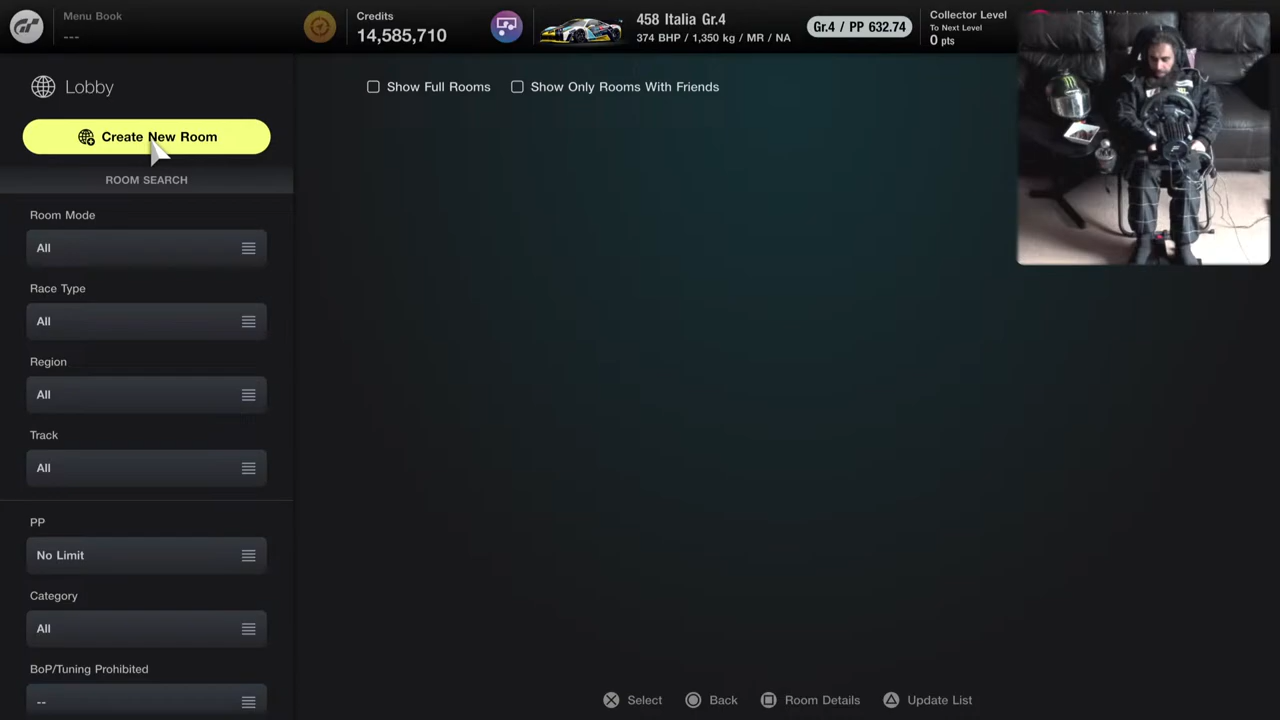 Menu Book
---
Credits
14,585,710
458 Italia Gr.4
374 BHP / 1,350 kg / MR / NA
Gr.4 / PP 632.74
Collector Level
To Next Level
0 pts
Lobby
Create New Room
ROOM SEARCH
Room Mode
All
Race Type
All
Region
All
Track
All
PP
No Limit
Category
All
BoP/Tuning Prohibited
--
Show Full Rooms
Show Only Rooms With Friends
Select
Back
Room Details
Update List